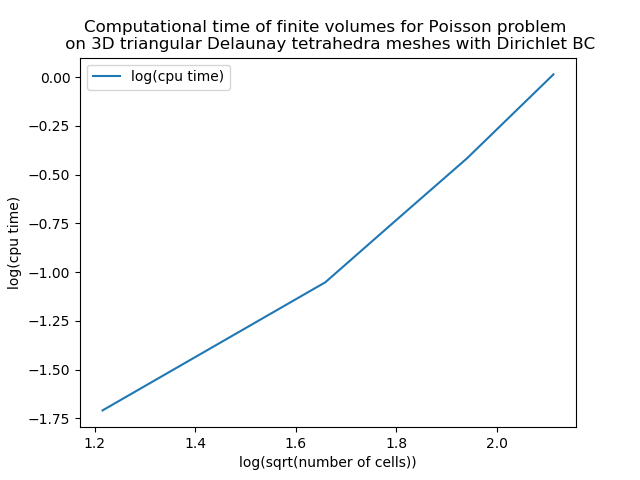 Computational time of finite volumes for Poisson problem
on 3D triangular Delaunay tetrahedra meshes with Dirichlet BC
log(cpu time)
0.00
−0.25
−0.50
−0.75
−1.00
−1.25
−1.50
−1.75
log(cpu time)
1.2 1.4 1.6 1.8 2.0
log(sqrt(number of cells))